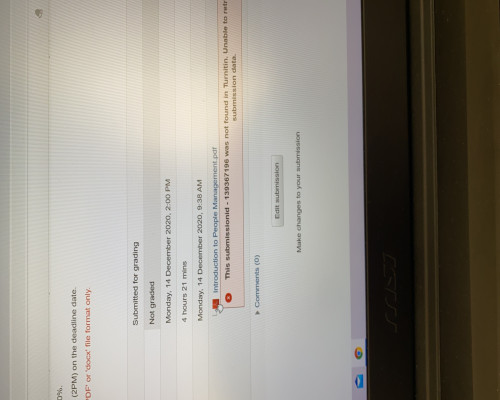 0%.
(2PM) on the deadline date.
'PDF' or 'docx' file format only.
Submitted for grading
Not graded
Monday, 14 December 2020, 2:00 PM
4 hours 21 mins
Monday, 14 December 2020, 9:38 AM
Introduction to People Management.pdf
This submissionid - 139367196 was not found in Turnitin. Unable to retr
submission data.
Comments (0)
Edit submission
Make changes to your submission
ASUS